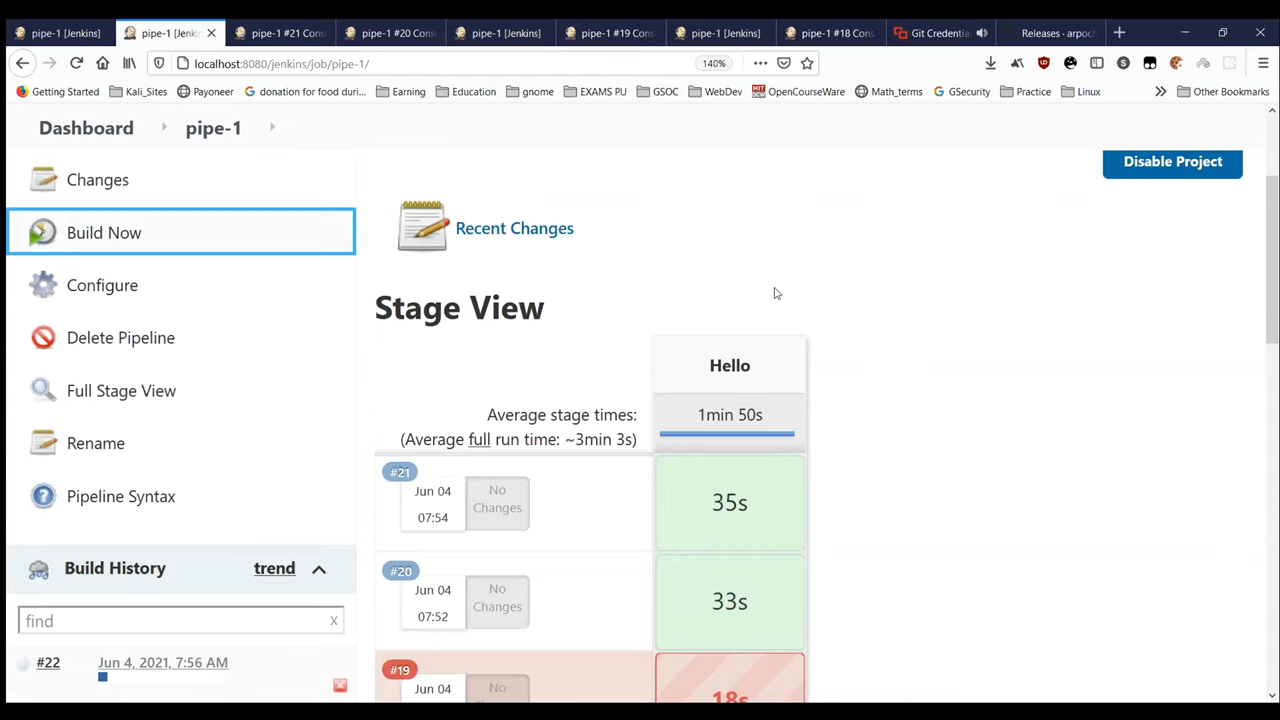 pipe-1 [Jenkins]
pipe-1 [Jenki
pipe-1 #21 Cons
pipe-1 #20 Cons
pipe-1 [Jenkins]
pipe-1 #19 Cons
pipe-1 [Jenkins]
pipe-1 #18 Cons
Git Credentia
Releases · arpoch
localhost:8080/jenkins/job/pipe-1/
140%
Getting Started
Kali_Sites
Payoneer
donation for food duri...
Earning
Education
gnome
EXAMS PU
GSOC
WebDev
OpenCourseWare
Math_terms
GSecurity
Practice
Linux
Other Bookmarks
Dashboard
pipe-1
Changes
Build Now
Configure
Delete Pipeline
Full Stage View
Rename
Pipeline Syntax
Build History
trend
find
x
#22
Jun 4, 2021, 7:56 AM
Disable Project
Recent Changes
Stage View
Hello
Average stage times:
1min 50s
(Average full run time: ~3min 3s)
#21
Jun 04
07:54
No
Changes
35s
#20
Jun 04
07:52
No
Changes
33s
#19
Jun 04
No
Changes
18s